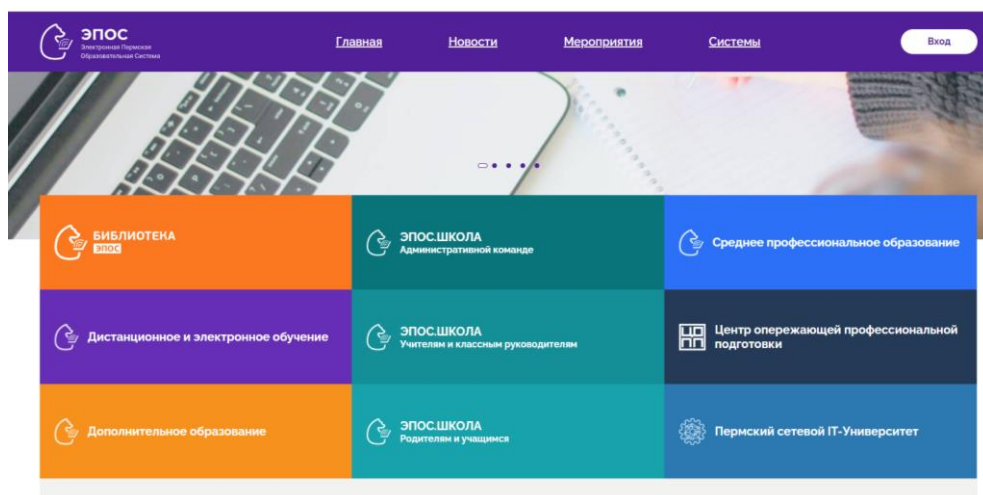 ЭПОС
Электронная Пермская
Образовательная Система
Главная
Новости
Мероприятия
Системы
Вход
БИБЛИОТЕКА
ЭПОС
ЭПОС.ШКОЛА
Административной команде
Среднее профессиональное образование
Дистанционное и электронное обучение
ЭПОС.ШКОЛА
Учителям и классным руководителям
ЦО
ПП
Центр опережающей профессиональной
подготовки
Дополнительное образование
ЭПОС.ШКОЛА
Родителям и учащимся
Пермский сетевой IT-Университет